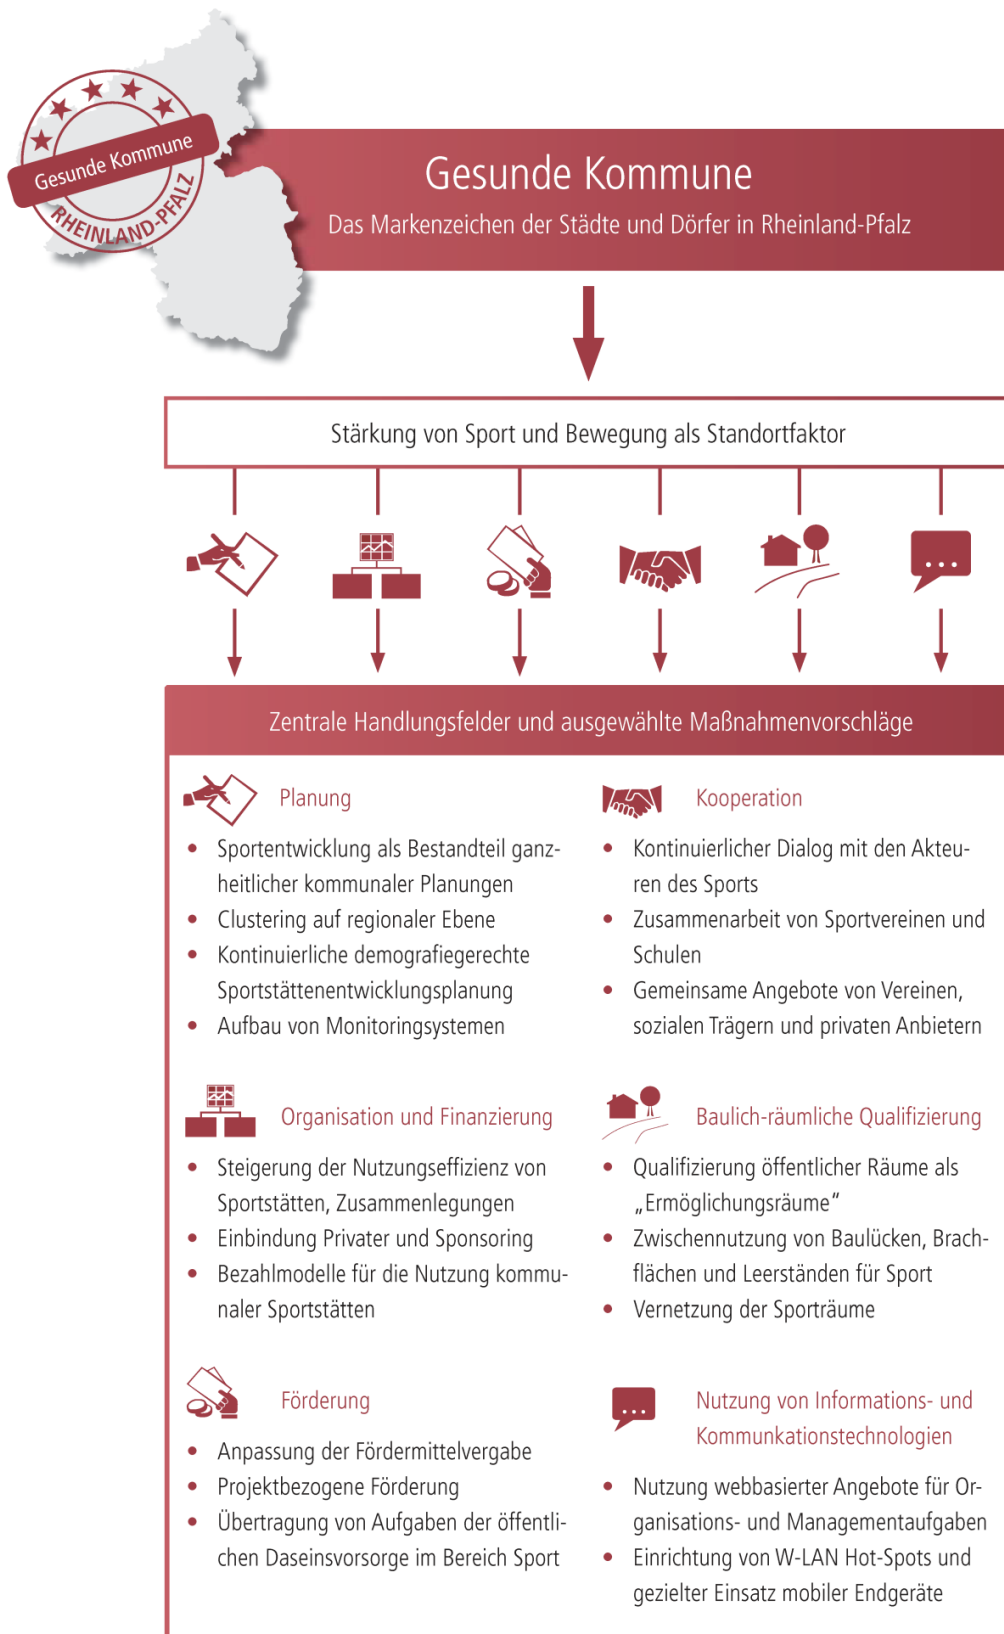 Gesunde Kommune
RHEINLAND-PFALZ
Gesunde Kommune
Das Markenzeichen der Städte und Dörfer in Rheinland-Pfalz
Stärkung von Sport und Bewegung als Standortfaktor
Zentrale Handlungsfelder und ausgewählte Maßnahmenvorschläge
Planung
• Sportentwicklung als Bestandteil ganz-
heitlicher kommunaler Planungen
• Clustering auf regionaler Ebene
• Kontinuierliche demografiegerechte
Sportstättenentwicklungsplanung
• Aufbau von Monitoringsystemen
Organisation und Finanzierung
• Steigerung der Nutzungseffizienz von
Sportstätten, Zusammenlegungen
• Einbindung Privater und Sponsoring
• Bezahlmodelle für die Nutzung kommu-
naler Sportstätten
Förderung
• Anpassung der Fördermittelvergabe
• Projektbezogene Förderung
• Übertragung von Aufgaben der öffentli-
chen Daseinsvorsorge im Bereich Sport
Kooperation
• Kontinuierlicher Dialog mit den Akteu-
ren des Sports
• Zusammenarbeit von Sportvereinen und
Schulen
• Gemeinsame Angebote von Vereinen,
sozialen Trägern und privaten Anbietern
Baulich-räumliche Qualifizierung
• Qualifizierung öffentlicher Räume als
„Ermöglichungsräume“
• Zwischennutzung von Baulücken, Brach-
flächen und Leerständen für Sport
• Vernetzung der Sporträume
Nutzung von Informations- und
Kommunkationstechnologien
• Nutzung webbasierter Angebote für Or-
ganisations- und Managementaufgaben
• Einrichtung von W-LAN Hot-Spots und
gezielter Einsatz mobiler Endgeräte